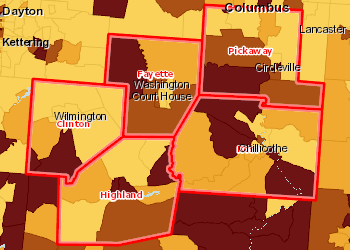 Columbus
Dayton
Lancaster
Kettering
Pickaway
Circleville
Fayette
Washington
Court House
Wilmington
Clinton
Chillicothe
Highland